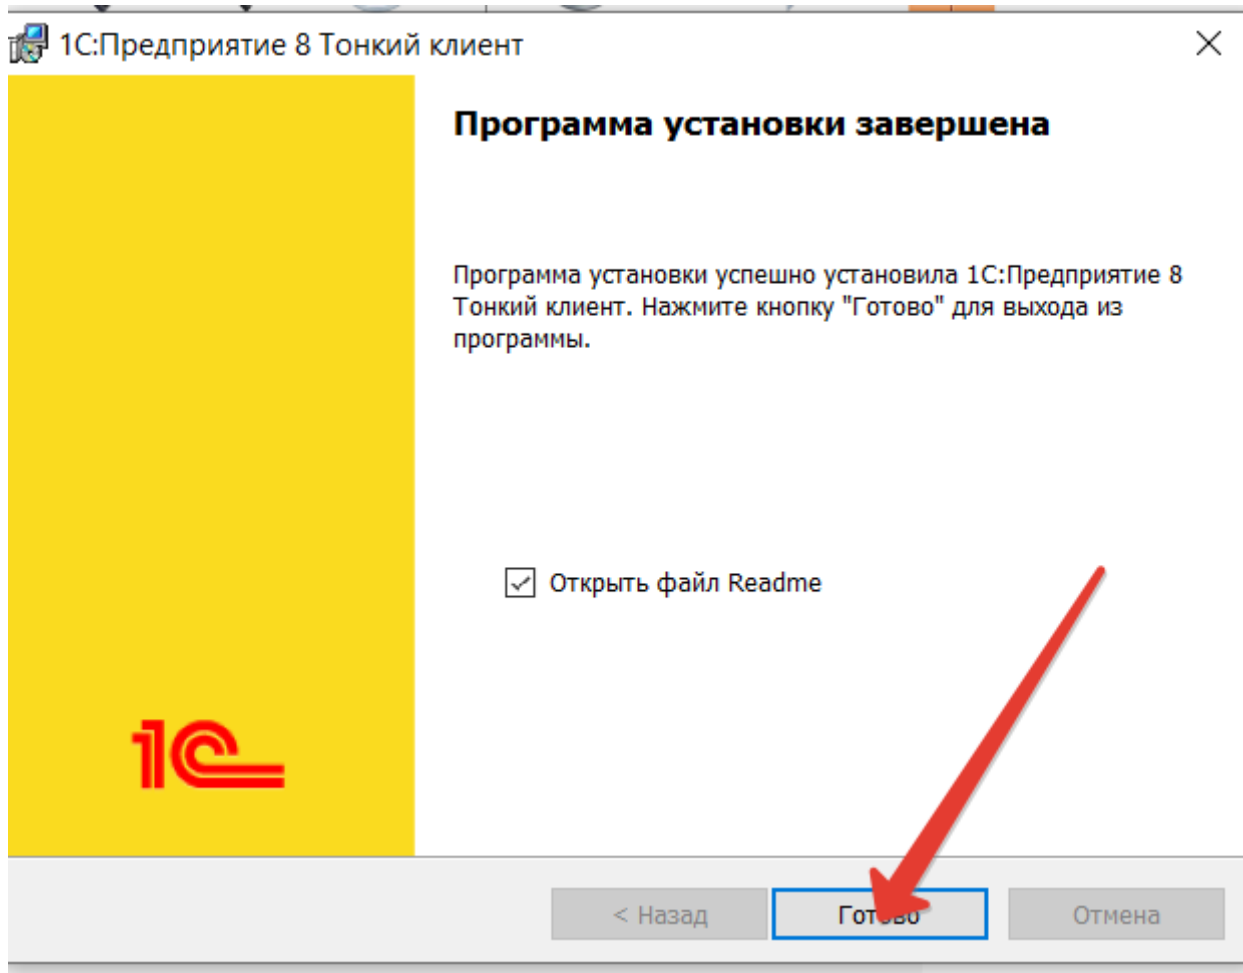 1С:Предприятие 8 Тонкий клиент
Программа установки завершена
Программа установки успешно установила 1С:Предприятие 8
Тонкий клиент. Нажмите кнопку "Готово" для выхода из
программы.
Открыть файл Readme
1С
< Назад
Готово
Отмена